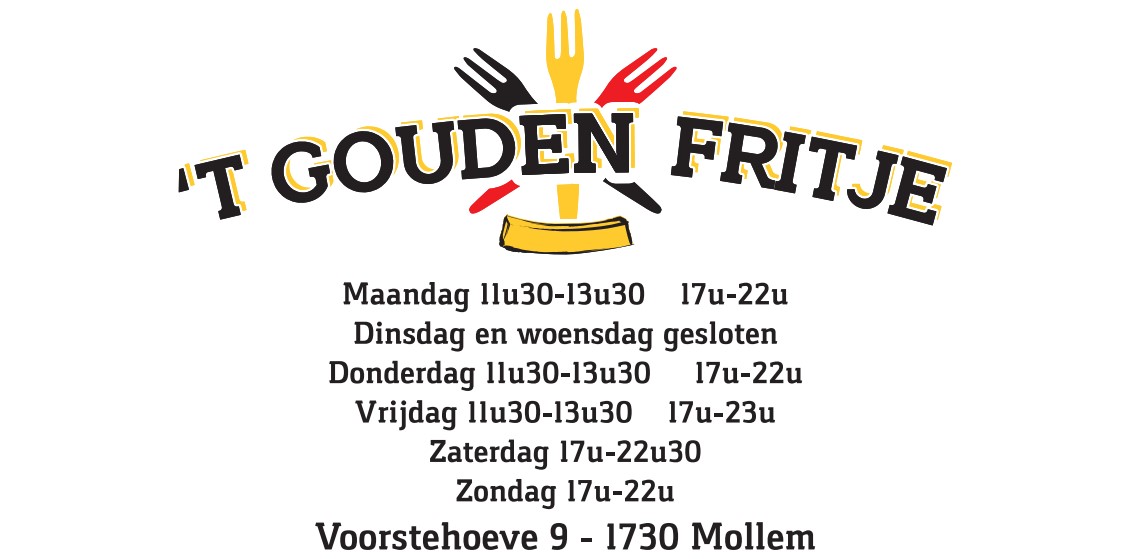 'T GOUDEN FRITJE
Maandag 11u30-13u30 17u-22u
Dinsdag en woensdag gesloten
Donderdag 11u30-13u30 17u-22u
Vrijdag 11u30-13u30 17u-23u
Zaterdag 17u-22u30
Zondag 17u-22u
Voorstehoeve 9 - 1730 Mollem